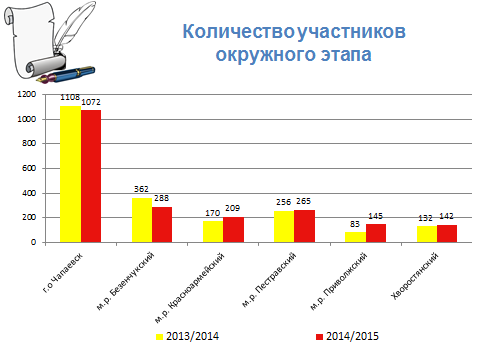 Количество участников
окружного этапа
1200
1000
800
600
400
200
0
1108
1072
362
288
170
209
256
265
83
145
132
142
г.о Чапаевск
м.р. Безенчукский
м.р. Красноармейский
м.р. Пестравский
м.р. Приволжский
Хворостянский
2013/2014
2014/2015